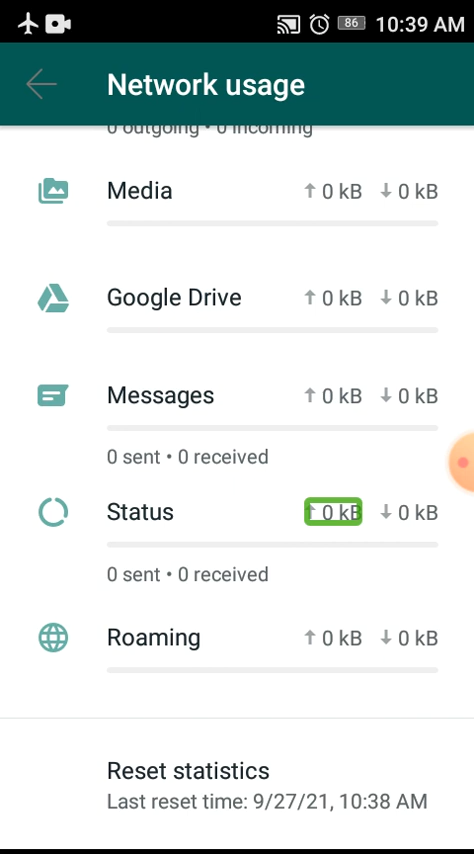 86 10:39 AM
Network usage
0 outgoing • 0 incoming
Media ↑ 0 kB ↓ 0 kB
Google Drive ↑ 0 kB ↓ 0 kB
Messages ↑ 0 kB ↓ 0 kB
0 sent • 0 received
Status ↑ 0 kB ↓ 0 kB
0 sent • 0 received
Roaming ↑ 0 kB ↓ 0 kB
Reset statistics
Last reset time: 9/27/21, 10:38 AM